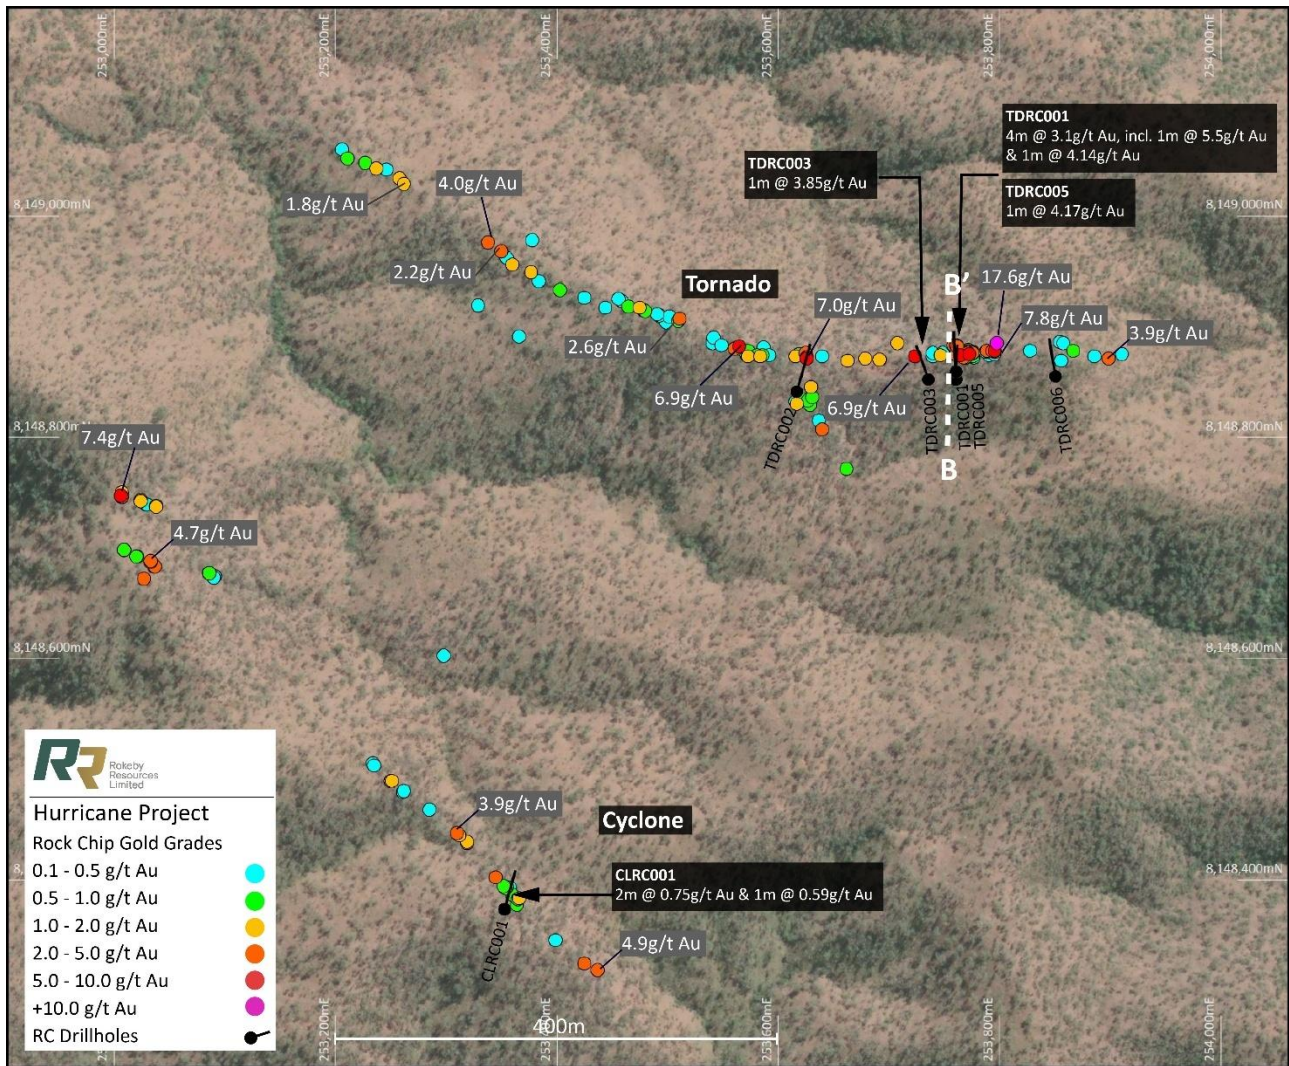 253,000mE
253,200mE
253,400mE
253,600mE
253,800mE
254,000mE
TDRC001
4m @ 3.1g/t Au, incl. 1m @ 5.5g/t Au
& 1m @ 4.14g/t Au
TDRC003
1m @ 3.85g/t Au
TDRC005
1m @ 4.17g/t Au
4.0g/t Au
1.8g/t Au
8,149,000mN
8,149,000mN
2.2g/t Au
Tornado
B'
17.6g/t Au
7.0g/t Au
7.8g/t Au
3.9g/t Au
2.6g/t Au
6.9g/t Au
6.9g/t Au
TDRC002
TDRC003
TDRC001
TDRC005
TDRC006
B
8,148,800mN
8,148,800mN
7.4g/t Au
4.7g/t Au
8,148,600mN
8,148,600mN
3.9g/t Au
Cyclone
CLRC001
2m @ 0.75g/t Au & 1m @ 0.59g/t Au
8,148,400mN
CLRC001
4.9g/t Au
RR
Rokeby
Resources
Limited
Hurricane Project
Rock Chip Gold Grades
0.1 - 0.5 g/t Au
0.5 - 1.0 g/t Au
1.0 - 2.0 g/t Au
2.0 - 5.0 g/t Au
5.0 - 10.0 g/t Au
+10.0 g/t Au
RC Drillholes
400m
253,200mE
253,600mE
253,800mE
254,000mE